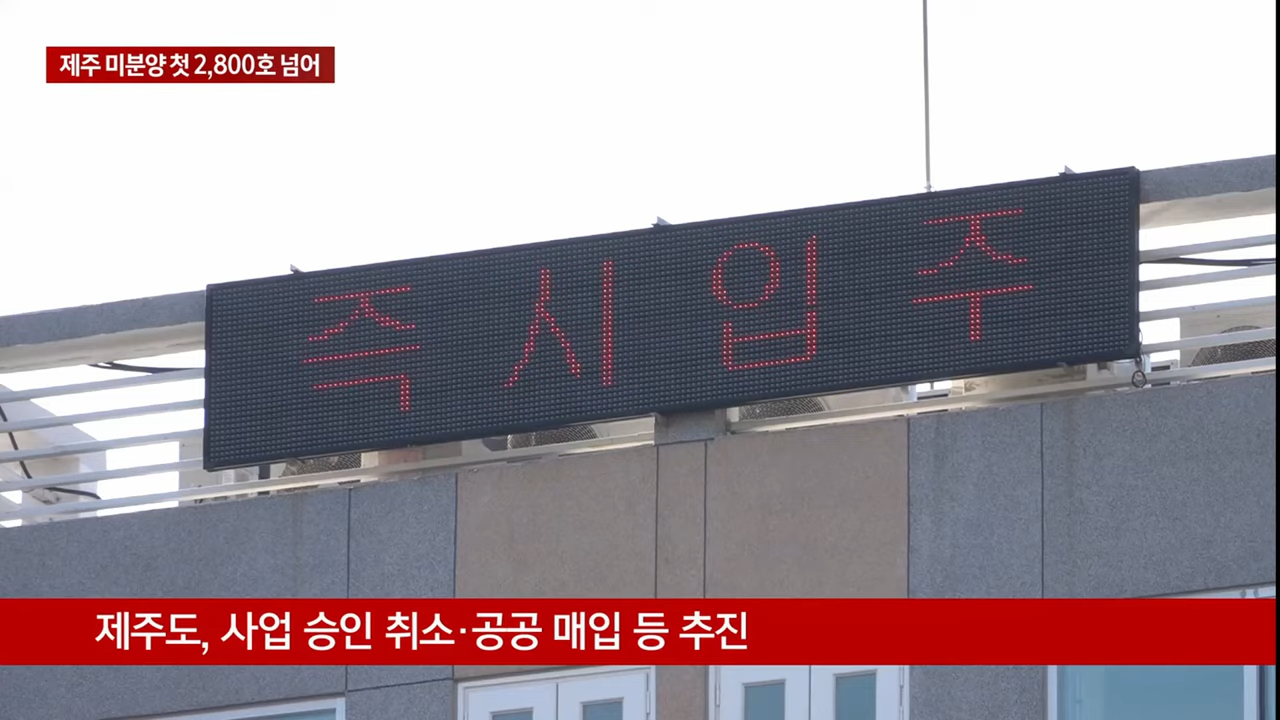 제주 미분양 첫 2,800호 넘어
즉시입주
제주도, 사업 승인 취소·공공 매입 등 추진